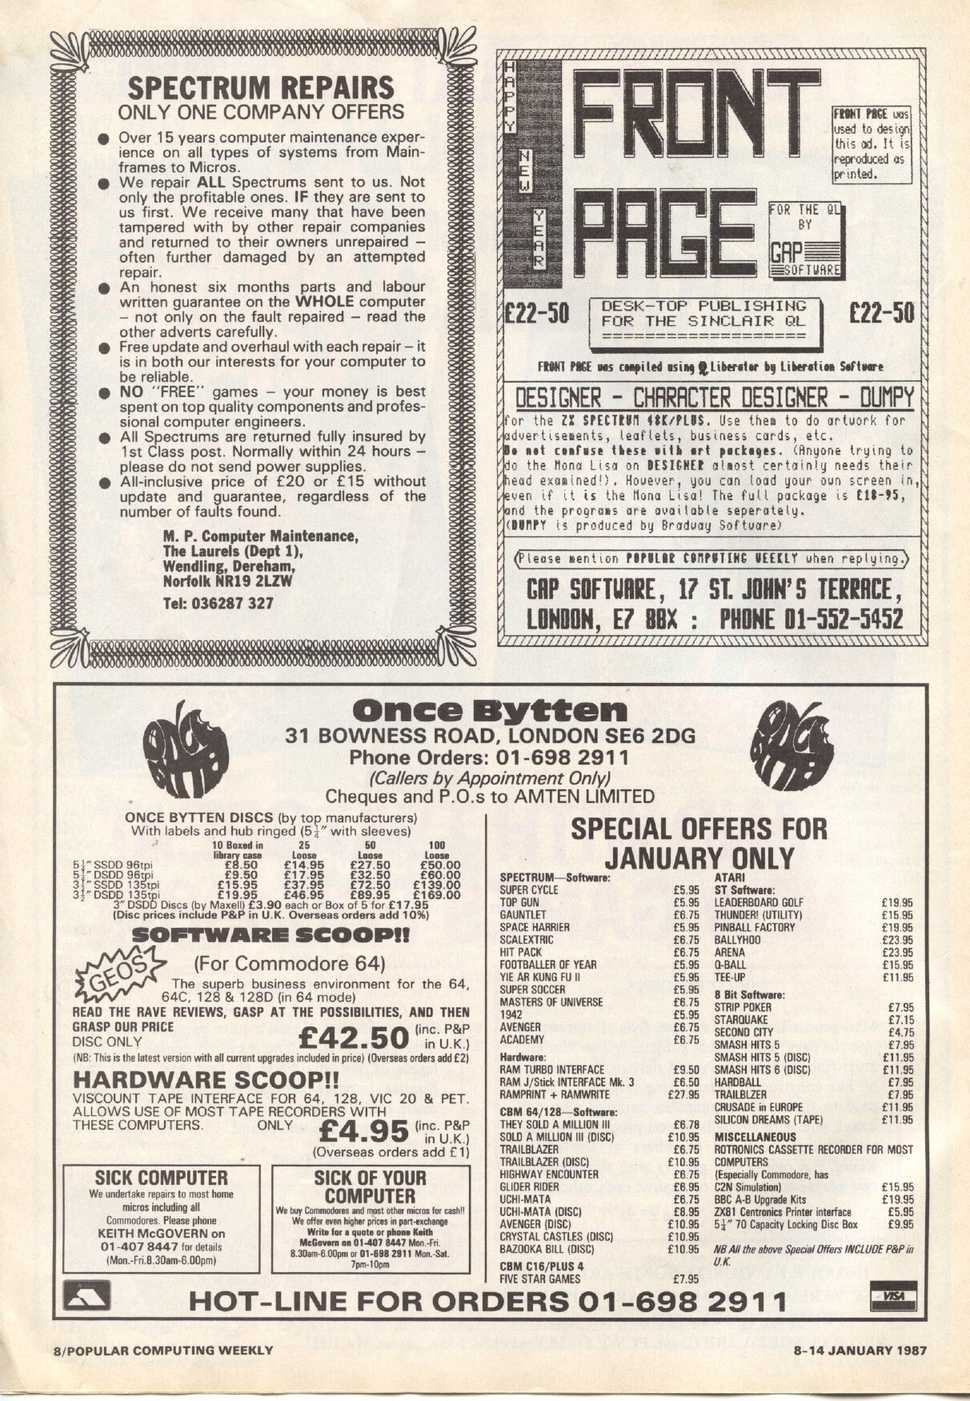 SPECTRUM REPAIRS
ONLY ONE COMPANY OFFERS
● Over 15 years computer maintenance exper-
ience on all types of systems from Main-
frames to Micros.
● We repair ALL Spectrums sent to us. Not
only the profitable ones. IF they are sent to
us first. We receive many that have been
tampered with by other repair companies
and returned to their owners unrepaired –
often further damaged by an attempted
repair.
● An honest six months parts and labour
written guarantee on the WHOLE computer
– not only on the fault repaired – read the
other adverts carefully.
● Free update and overhaul with each repair – it
is in both our interests for your computer to
be reliable.
● NO "FREE" games – your money is best
spent on top quality components and profes-
sional computer engineers.
● All Spectrums are returned fully insured by
1st Class post. Normally within 24 hours –
please do not send power supplies.
● All-inclusive price of £20 or £15 without
update and guarantee, regardless of the
number of faults found.
M. P. Computer Maintenance,
The Laurels (Dept 1),
Wendling, Dereham,
Norfolk NR19 2LZW
Tel: 036287 327
HAPPY NEW YEAR
FRONT
PAGE
FRONT PAGE was
used to design
this ad. It is
reproduced as
printed.
FOR THE QL
BY
GAP
SOFTWARE
£22-50
DESK-TOP PUBLISHING
FOR THE SINCLAIR QL
£22-50
FRONT PAGE was compiled using Q Liberator by Liberation Software
DESIGNER - CHARACTER DESIGNER - DUMPY
for the ZX SPECTRUM 48K/PLUS. Use them to do artwork for
advertisements, leaflets, business cards, etc.
Do not confuse these with art packages. (Anyone trying to
do the Mona Lisa on DESIGNER almost certainly needs their
head examined!). However, you can load your own screen in,
even if it is the Mona Lisa! The full package is £18-95,
and the programs are available seperately.
(DUMPY is produced by Bradway Software)
(Please mention POPULAR COMPUTING WEEKLY when replying.)
GAP SOFTWARE, 17 ST. JOHN'S TERRACE,
LONDON, E7 8BX : PHONE 01-552-5452
ONCE BYTTEN
Once Bytten
31 BOWNESS ROAD, LONDON SE6 2DG
Phone Orders: 01-698 2911
(Callers by Appointment Only)
Cheques and P.O.s to AMTEN LIMITED
ONCE BYTTEN
ONCE BYTTEN DISCS (by top manufacturers)
With labels and hub ringed (5¼" with sleeves)
10 Boxed in 25 50 100
library case Loose Loose Loose
5¼" SSDD 96tpi £8.50 £14.95 £27.50 £50.00
5¼" DSDD 96tpi £9.50 £17.95 £32.50 £60.00
3½" SSDD 135tpi £15.95 £37.95 £72.50 £139.00
3½" DSDD 135tpi £19.95 £46.95 £89.95 £169.00
3" DSDD Discs (by Maxell) £3.90 each or Box of 5 for £17.95
(Disc prices include P&P in U.K. Overseas orders add 10%)
SOFTWARE SCOOP!!
GEOS
(For Commodore 64)
The superb business environment for the 64,
64C, 128 & 128D (in 64 mode)
READ THE RAVE REVIEWS, GASP AT THE POSSIBILITIES, AND THEN
GRASP OUR PRICE
DISC ONLY £42.50 (inc. P&P
in U.K.)
(NB: This is the latest version with all current upgrades included in price) (Overseas orders add £2)
HARDWARE SCOOP!!
VISCOUNT TAPE INTERFACE FOR 64, 128, VIC 20 & PET.
ALLOWS USE OF MOST TAPE RECORDERS WITH
THESE COMPUTERS. ONLY £4.95 (inc. P&P
in U.K.)
(Overseas orders add £1)
SICK COMPUTER
We undertake repairs to most home
micros including all
Commodores. Please phone
KEITH McGOVERN on
01-407 8447 for details
(Mon.-Fri.8.30am-6.00pm)
SICK OF YOUR
COMPUTER
We buy Commodores and most other micros for cash!!
We offer even higher prices in part-exchange
Write for a quote or phone Keith
McGovern on 01-407 8447 Mon.-Fri.
8.30am-6.00pm or 01-698 2911 Mon.-Sat.
7pm-10pm
SPECIAL OFFERS FOR
JANUARY ONLY
SPECTRUM—Software:
SUPER CYCLE £5.95
TOP GUN £5.95
GAUNTLET £6.75
SPACE HARRIER £5.95
SCALEXTRIC £6.75
HIT PACK £6.75
FOOTBALLER OF YEAR £5.95
YIE AR KUNG FU II £5.95
SUPER SOCCER £5.95
MASTERS OF UNIVERSE £6.75
1942 £5.95
AVENGER £6.75
ACADEMY £6.75
Hardware:
RAM TURBO INTERFACE £9.50
RAM J/Stick INTERFACE Mk. 3 £6.50
RAMPRINT + RAMWRITE £27.95
CBM 64/128—Software:
THEY SOLD A MILLION III £6.78
SOLD A MILLION III (DISC) £10.95
TRAILBLAZER £6.75
TRAILBLAZER (DISC) £10.95
HIGHWAY ENCOUNTER £6.75
GLIDER RIDER £6.95
UCHI-MATA £6.75
UCHI-MATA (DISC) £8.95
AVENGER (DISC) £10.95
CRYSTAL CASTLES (DISC) £10.95
BAZOOKA BILL (DISC) £10.95
CBM C16/PLUS 4
FIVE STAR GAMES £7.95
ATARI
ST Software:
LEADERBOARD GOLF £19.95
THUNDER! (UTILITY) £15.95
PINBALL FACTORY £19.95
BALLYHOO £23.95
ARENA £23.95
Q-BALL £15.95
TEE-UP £11.95
8 Bit Software:
STRIP POKER £7.95
STARQUAKE £7.15
SECOND CITY £4.75
SMASH HITS 5 £7.95
SMASH HITS 5 (DISC) £11.95
SMASH HITS 6 (DISC) £11.95
HARDBALL £7.95
TRAILBLZER £7.95
CRUSADE in EUROPE £11.95
SILICON DREAMS (TAPE) £11.95
MISCELLANEOUS
ROTRONICS CASSETTE RECORDER FOR MOST
COMPUTERS
(Especially Commodore, has
C2N Simulation) £15.95
BBC A-B Upgrade Kits £19.95
ZX81 Centronics Printer interface £5.95
5¼" 70 Capacity Locking Disc Box £9.95
NB All the above Special Offers INCLUDE P&P in
U.K.
HOT-LINE FOR ORDERS 01-698 2911
VISA
8/POPULAR COMPUTING WEEKLY
8-14 JANUARY 1987